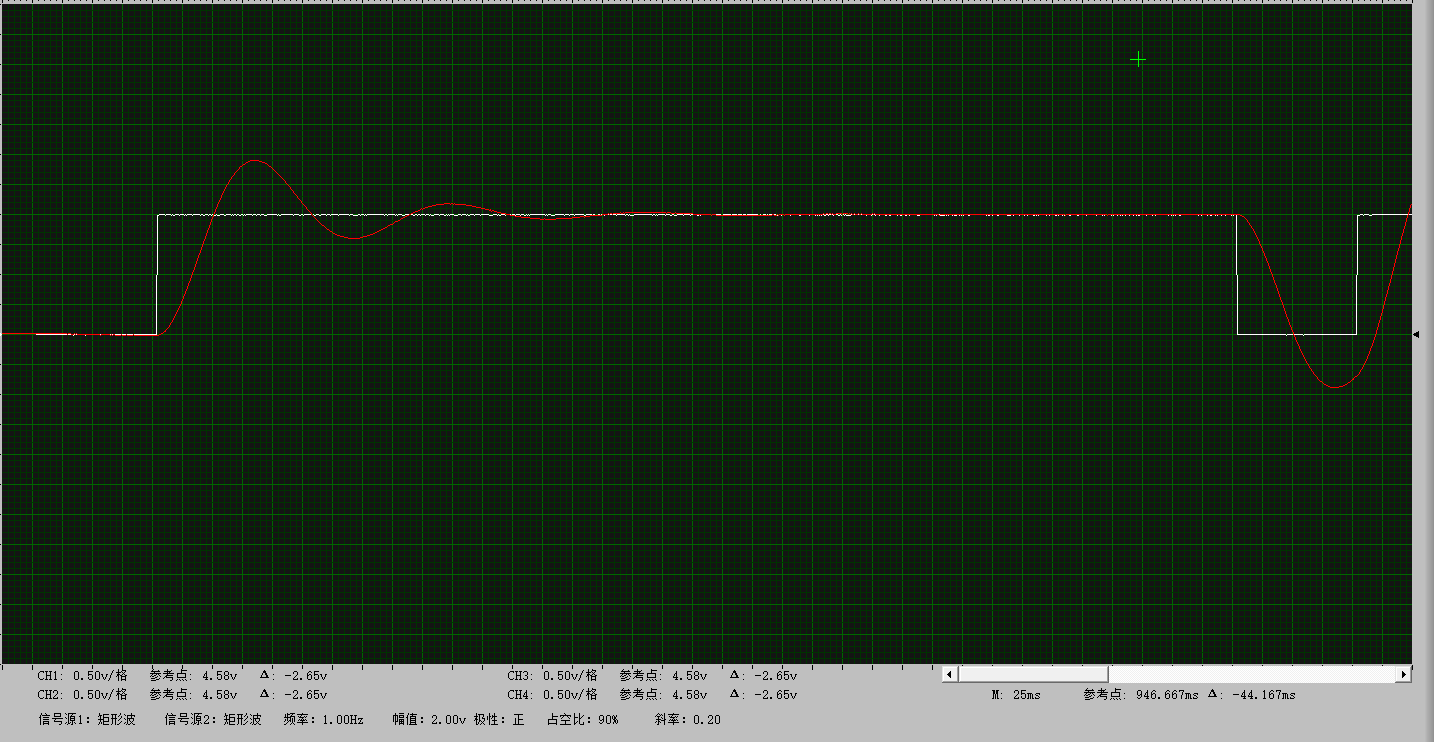 CH1: 0.50v/格 参考点: 4.58v Δ: -2.65v CH3: 0.50v/格 参考点: 4.58v Δ: -2.65v
CH2: 0.50v/格 参考点: 4.58v Δ: -2.65v CH4: 0.50v/格 参考点: 4.58v Δ: -2.65v M: 25ms 参考点: 946.667ms Δ: -44.167ms
信号源1: 矩形波 信号源2: 矩形波 频率: 1.00Hz 幅值: 2.00v 极性: 正 占空比: 90% 斜率: 0.20